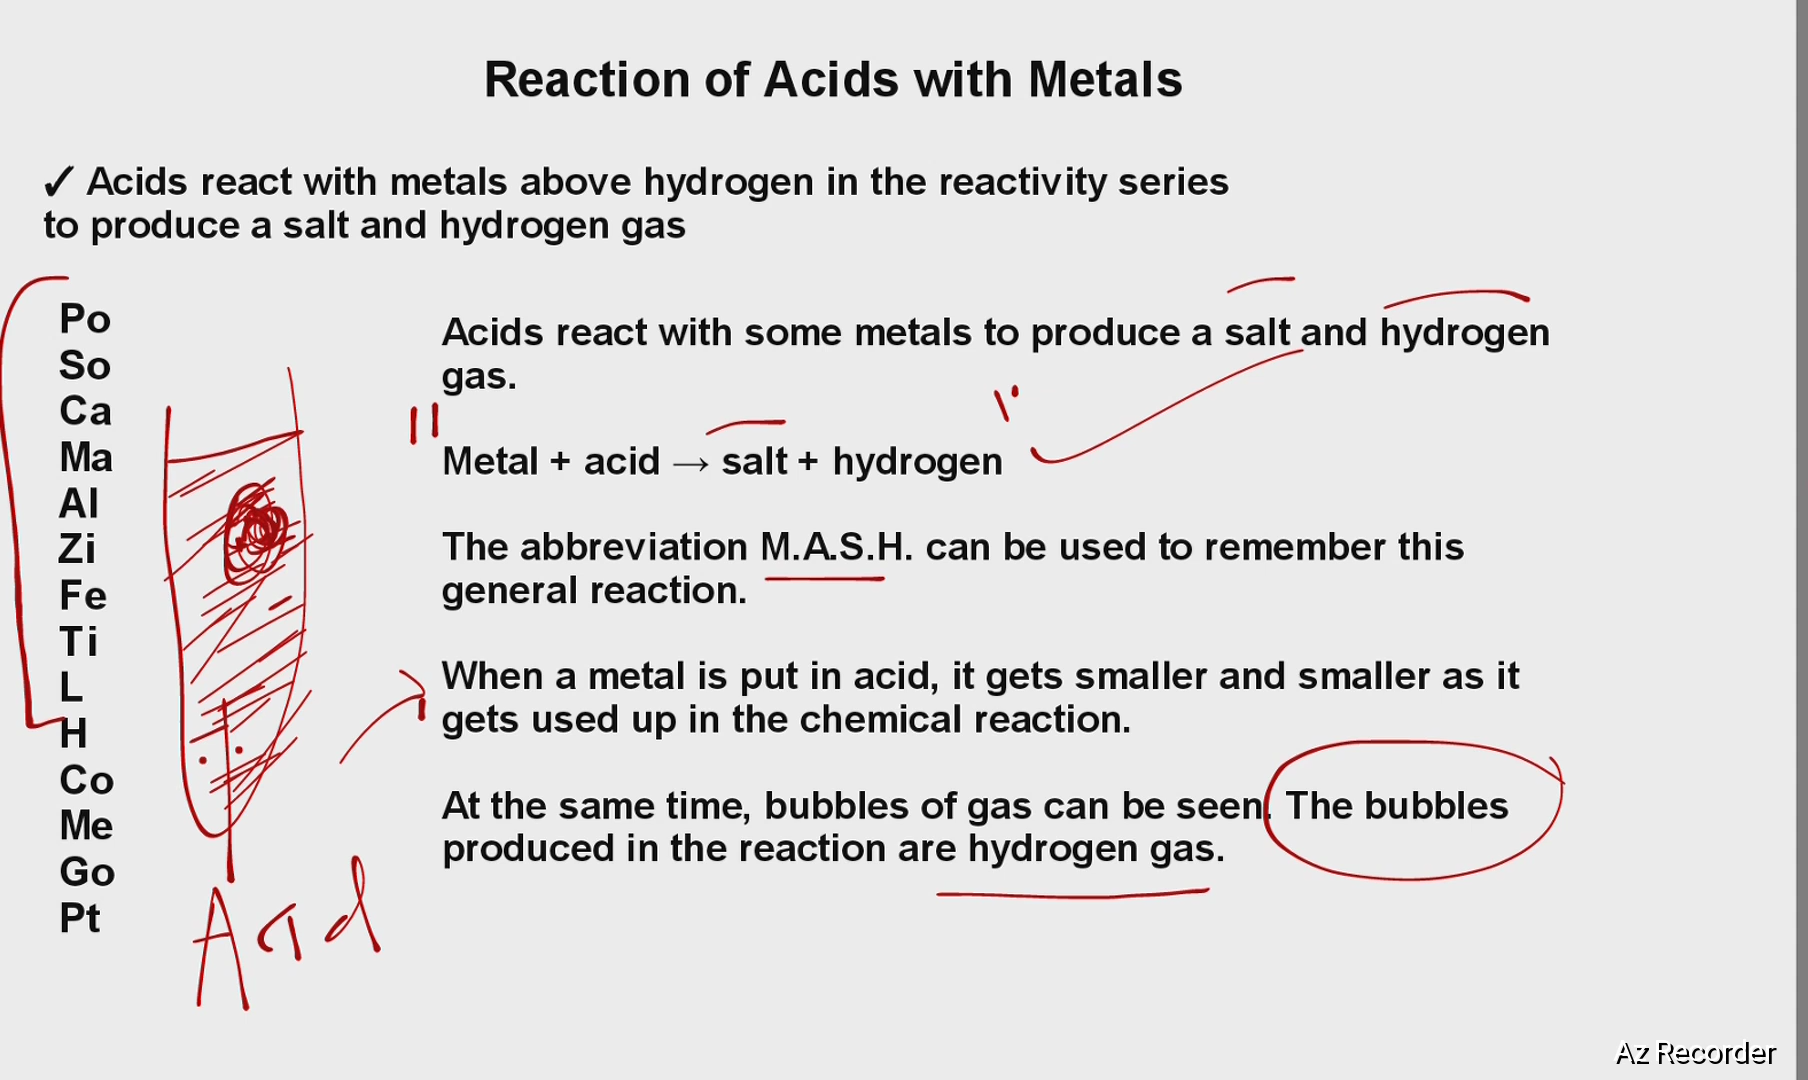 Reaction of Acids with Metals
✓ Acids react with metals above hydrogen in the reactivity series
to produce a salt and hydrogen gas
Po
So
Ca
Ma
Al
Zi
Fe
Ti
L
H
Co
Me
Go
Pt
Acid
Acids react with some metals to produce a salt and hydrogen
gas.
Metal + acid → salt + hydrogen
The abbreviation M.A.S.H. can be used to remember this
general reaction.
When a metal is put in acid, it gets smaller and smaller as it
gets used up in the chemical reaction.
At the same time, bubbles of gas can be seen. The bubbles
produced in the reaction are hydrogen gas.
Az Recorder